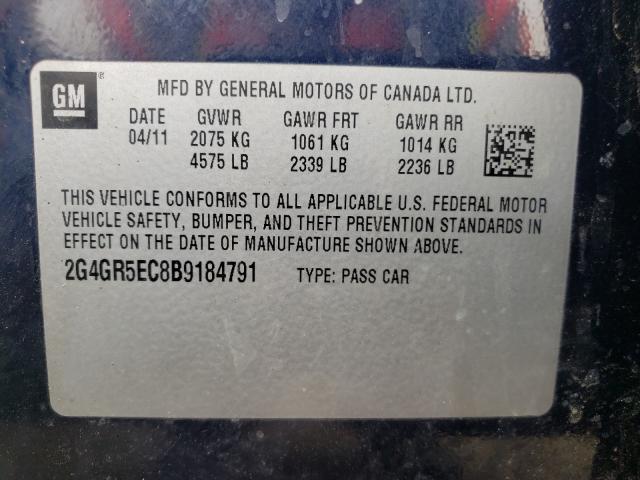 GM ®
MFD BY GENERAL MOTORS OF CANADA LTD.
DATE GVWR GAWR FRT GAWR RR
04/11 2075 KG 1061 KG 1014 KG
4575 LB 2339 LB 2236 LB
THIS VEHICLE CONFORMS TO ALL APPLICABLE U.S. FEDERAL MOTOR
VEHICLE SAFETY, BUMPER, AND THEFT PREVENTION STANDARDS IN
EFFECT ON THE DATE OF MANUFACTURE SHOWN ABOVE.
2G4GR5EC8B9184791 TYPE: PASS CAR